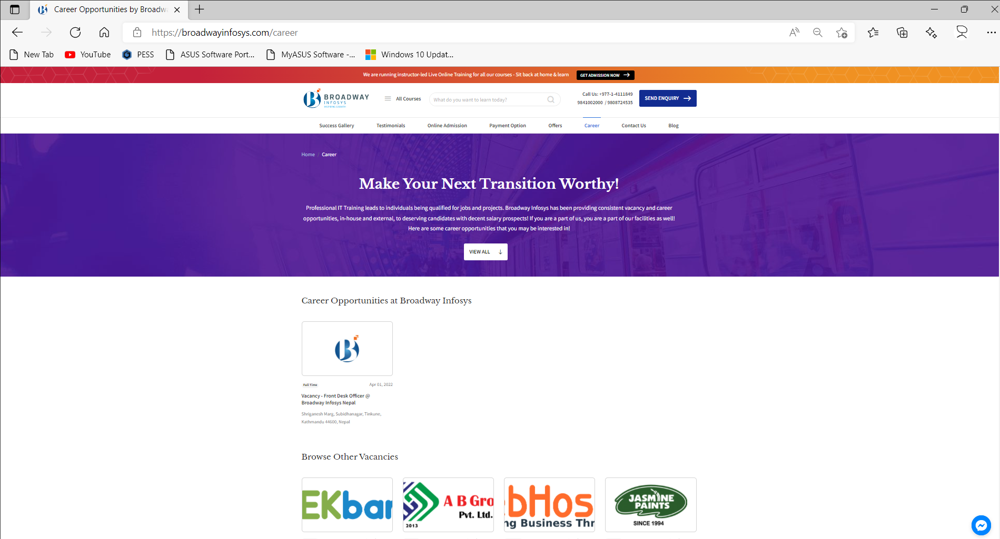 Career Opportunities by Broadw
https://broadwayinfosys.com/career
New Tab
YouTube
PESS
ASUS Software Port...
MyASUS Software -...
Windows 10 Updat...
We are running instructor-led Live Online Training for all our courses - Sit back at home & learn
GET ADMISSION NOW
BROADWAY
INFOSYS
INSPIRING GROWTH
All Courses
What do you want to learn today?
Call Us: +977-1-4111849
9841002000 / 9808724535
SEND ENQUIRY
Success Gallery
Testimonials
Online Admission
Payment Option
Offers
Career
Contact Us
Blog
Home / Career
Make Your Next Transition Worthy!
Professional IT Training leads to individuals being qualified for jobs and projects. Broadway Infosys has been providing consistent vacancy and career
opportunities, in-house and external, to deserving candidates with decent salary prospects! If you are a part of us, you are a part of our facilities as well!
Here are some career opportunities that you may be interested in!
VIEW ALL
Career Opportunities at Broadway Infosys
Full Time
Apr 01, 2022
Vacancy - Front Desk Officer @
Broadway Infosys Nepal
Shriganesh Marg, Subidhanagar, Tinkune,
Kathmandu 44600, Nepal
Browse Other Vacancies
EKban
A B Gro
Pvt. Ltd.
2013
bHos
ng Business Thr
JASMINE
PAINTS
SINCE 1994